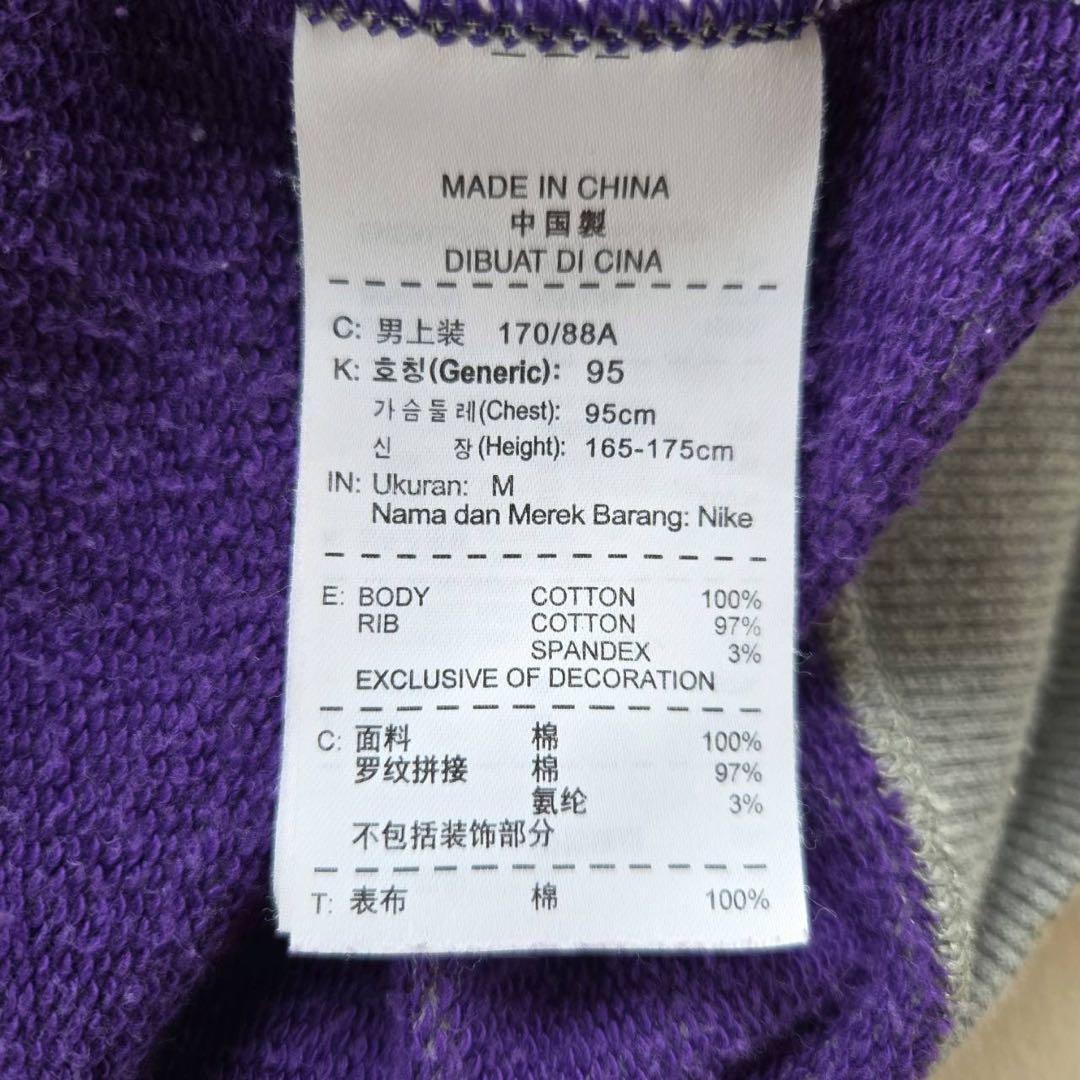 MADE IN CHINA
中国製
DIBUAT DI CINA
C: 男上装 170/88A
K: 호칭(Generic): 95
가슴둘레(Chest): 95cm
신 장(Height): 165-175cm
IN: Ukuran: M
Nama dan Merek Barang: Nike
E: BODY COTTON 100%
RIB COTTON 97%
SPANDEX 3%
EXCLUSIVE OF DECORATION
C: 面料 棉 100%
罗纹拼接 棉 97%
氨纶 3%
不包括装饰部分
T: 表布 棉 100%